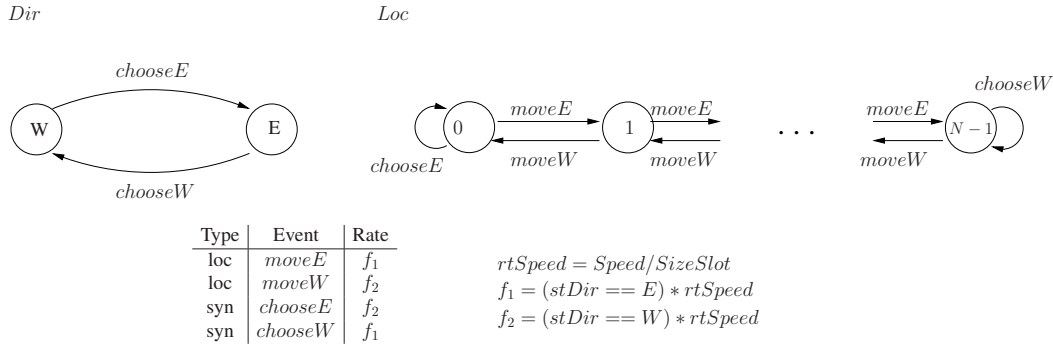 Dir
Loc
chooseE
W
E
chooseW
0
chooseE
moveE
moveW
1
moveE
moveW
. . .
moveE
moveW
N − 1
chooseW
Type Event Rate
loc moveE f1
loc moveW f2
syn chooseE f2
syn chooseW f1
rtSpeed = Speed/SizeSlot
f1 = (stDir == E) ∗ rtSpeed
f2 = (stDir == W) ∗ rtSpeed